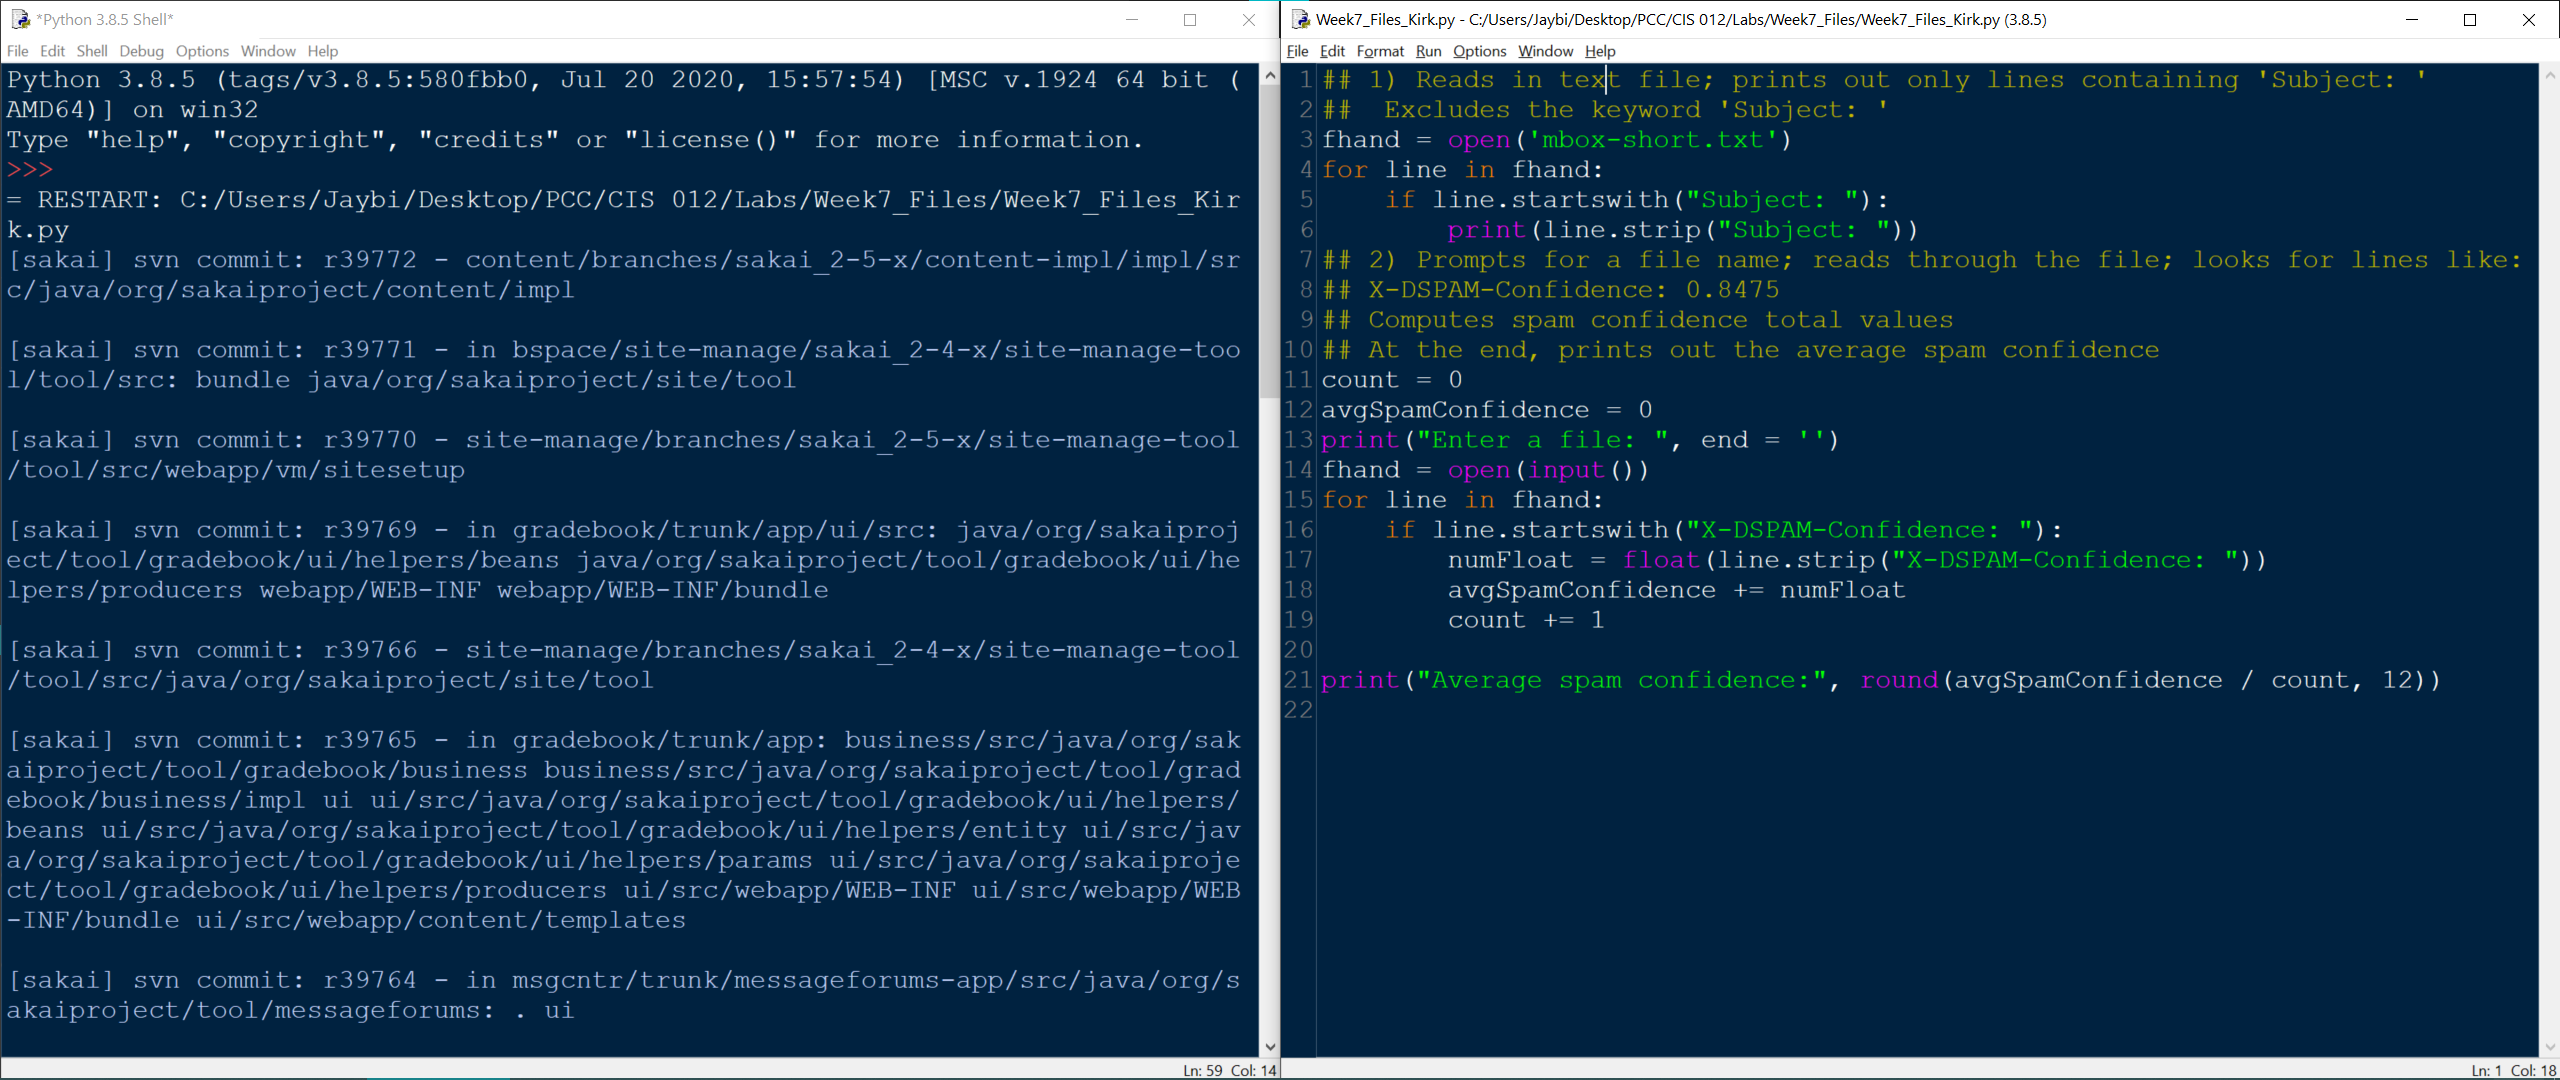 *Python 3.8.5 Shell*
File Edit Shell Debug Options Window Help
Python 3.8.5 (tags/v3.8.5:580fbb0, Jul 20 2020, 15:57:54) [MSC v.1924 64 bit (
AMD64)] on win32
Type "help", "copyright", "credits" or "license()" for more information.
>>>
= RESTART: C:/Users/Jaybi/Desktop/PCC/CIS 012/Labs/Week7_Files/Week7_Files_Kir
k.py
[sakai] svn commit: r39772 - content/branches/sakai_2-5-x/content-impl/impl/sr
c/java/org/sakaiproject/content/impl
[sakai] svn commit: r39771 - in bspace/site-manage/sakai_2-4-x/site-manage-too
l/tool/src: bundle java/org/sakaiproject/site/tool
[sakai] svn commit: r39770 - site-manage/branches/sakai_2-5-x/site-manage-tool
/tool/src/webapp/vm/sitesetup
[sakai] svn commit: r39769 - in gradebook/trunk/app/ui/src: java/org/sakaiproj
ect/tool/gradebook/ui/helpers/beans java/org/sakaiproject/tool/gradebook/ui/he
lpers/producers webapp/WEB-INF webapp/WEB-INF/bundle
[sakai] svn commit: r39766 - site-manage/branches/sakai_2-4-x/site-manage-tool
/tool/src/java/org/sakaiproject/site/tool
[sakai] svn commit: r39765 - in gradebook/trunk/app: business/src/java/org/sak
aiproject/tool/gradebook/business business/src/java/org/sakaiproject/tool/grad
ebook/business/impl ui ui/src/java/org/sakaiproject/tool/gradebook/ui/helpers/
beans ui/src/java/org/sakaiproject/tool/gradebook/ui/helpers/entity ui/src/jav
a/org/sakaiproject/tool/gradebook/ui/helpers/params ui/src/java/org/sakaiproje
ct/tool/gradebook/ui/helpers/producers ui/src/webapp/WEB-INF ui/src/webapp/WEB
-INF/bundle ui/src/webapp/content/templates
[sakai] svn commit: r39764 - in msgcntr/trunk/messageforums-app/src/java/org/s
akaiproject/tool/messageforums: . ui
Ln: 59 Col: 14
Week7_Files_Kirk.py - C:/Users/Jaybi/Desktop/PCC/CIS 012/Labs/Week7_Files/Week7_Files_Kirk.py (3.8.5)
File Edit Format Run Options Window Help
1 ## 1) Reads in text file; prints out only lines containing 'Subject: '
2 ##  Excludes the keyword 'Subject: '
3 fhand = open('mbox-short.txt')
4 for line in fhand:
5     if line.startswith("Subject: "):
6         print(line.strip("Subject: "))
7 ## 2) Prompts for a file name; reads through the file; looks for lines like:
8 ## X-DSPAM-Confidence: 0.8475
9 ## Computes spam confidence total values
10 ## At the end, prints out the average spam confidence
11 count = 0
12 avgSpamConfidence = 0
13 print("Enter a file: ", end = '')
14 fhand = open(input())
15 for line in fhand:
16     if line.startswith("X-DSPAM-Confidence: "):
17         numFloat = float(line.strip("X-DSPAM-Confidence: "))
18         avgSpamConfidence += numFloat
19         count += 1
20
21 print("Average spam confidence:", round(avgSpamConfidence / count, 12))
22
Ln: 1 Col: 18